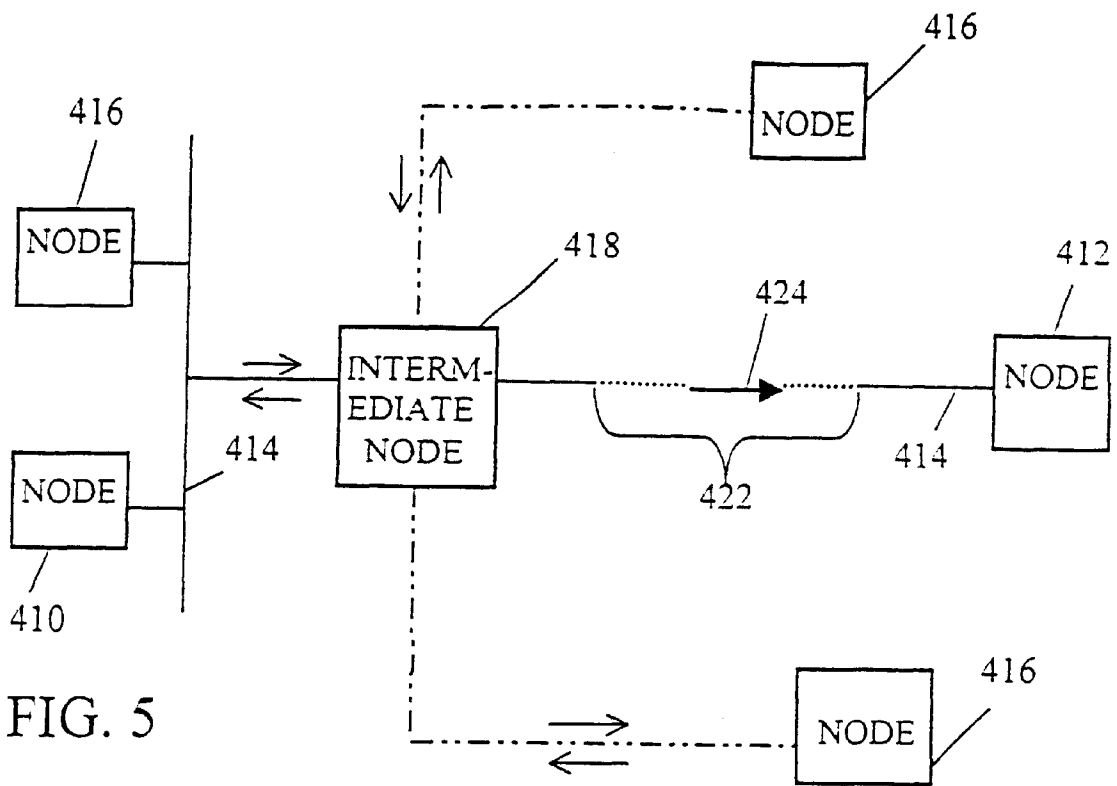 416
416
NODE
NODE
418
412
424
INTERM-
EDIATE
NODE
NODE
414
NODE
422
414
410
416
NODE
FIG. 5